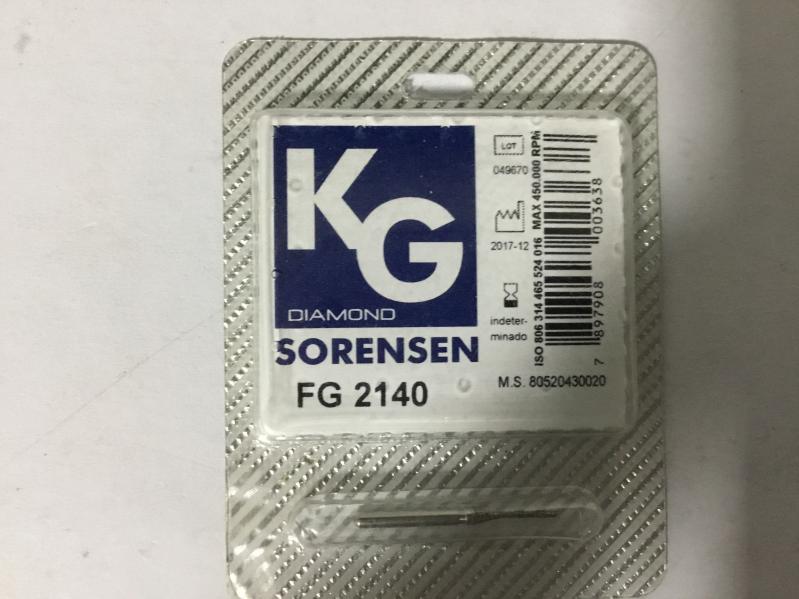 KG
DIAMOND
SORENSEN
FG 2140
LOT
049670
2017-12
indeter-
minado
M.S. 80520430020
ISO 806 314 465 524 016 MAX 450.000 RPM
7 897908 003638